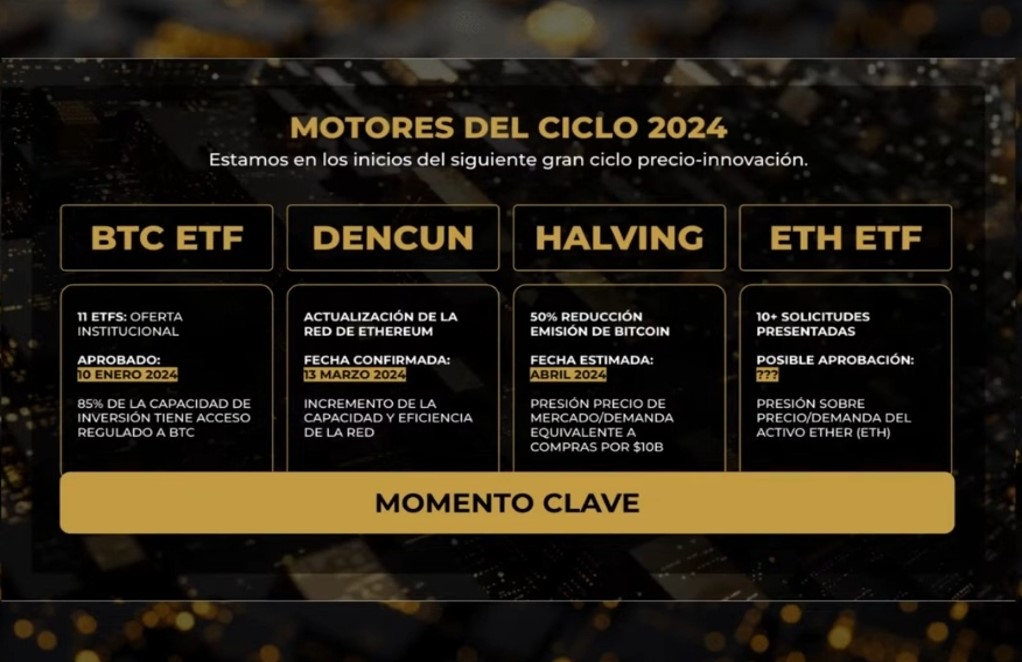 MOTORES DEL CICLO 2024
Estamos en los inicios del siguiente gran ciclo precio-innovación.
BTC ETF
11 ETFS: OFERTA
INSTITUCIONAL
APROBADO:
10 ENERO 2024
85% DE LA CAPACIDAD DE
INVERSIÓN TIENE ACCESO
REGULADO A BTC
DENCUN
ACTUALIZACIÓN DE LA
RED DE ETHEREUM
FECHA CONFIRMADA:
13 MARZO 2024
INCREMENTO DE LA
CAPACIDAD Y EFICIENCIA
DE LA RED
HALVING
50% REDUCCIÓN
EMISIÓN DE BITCOIN
FECHA ESTIMADA:
ABRIL 2024
PRESIÓN PRECIO DE
MERCADO/DEMANDA
EQUIVALENTE A
COMPRAS POR $10B
ETH ETF
10+ SOLICITUDES
PRESENTADAS
POSIBLE APROBACIÓN:
???
PRESIÓN SOBRE
PRECIO/DEMANDA DEL
ACTIVO ETHER (ETH)
MOMENTO CLAVE